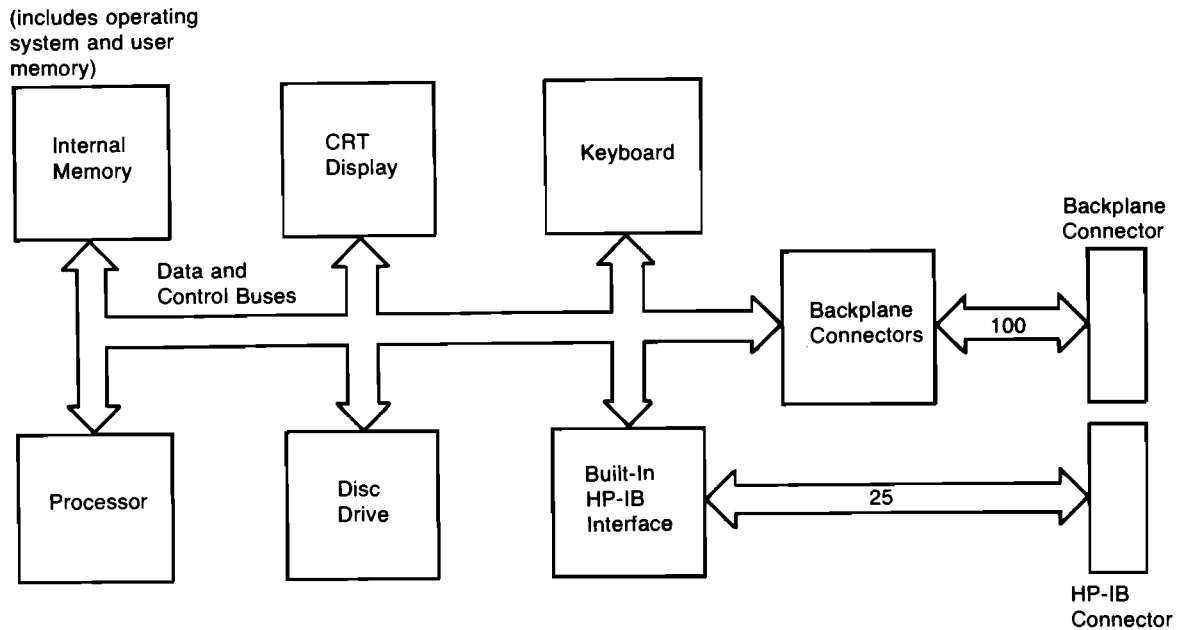 (includes operating
system and user
memory)
Internal
Memory
CRT
Display
Keyboard
Backplane
Connector
Data and
Control Buses
Backplane
Connectors
100
Processor
Disc
Drive
Built-In
HP-IB
Interface
25
HP-IB
Connector